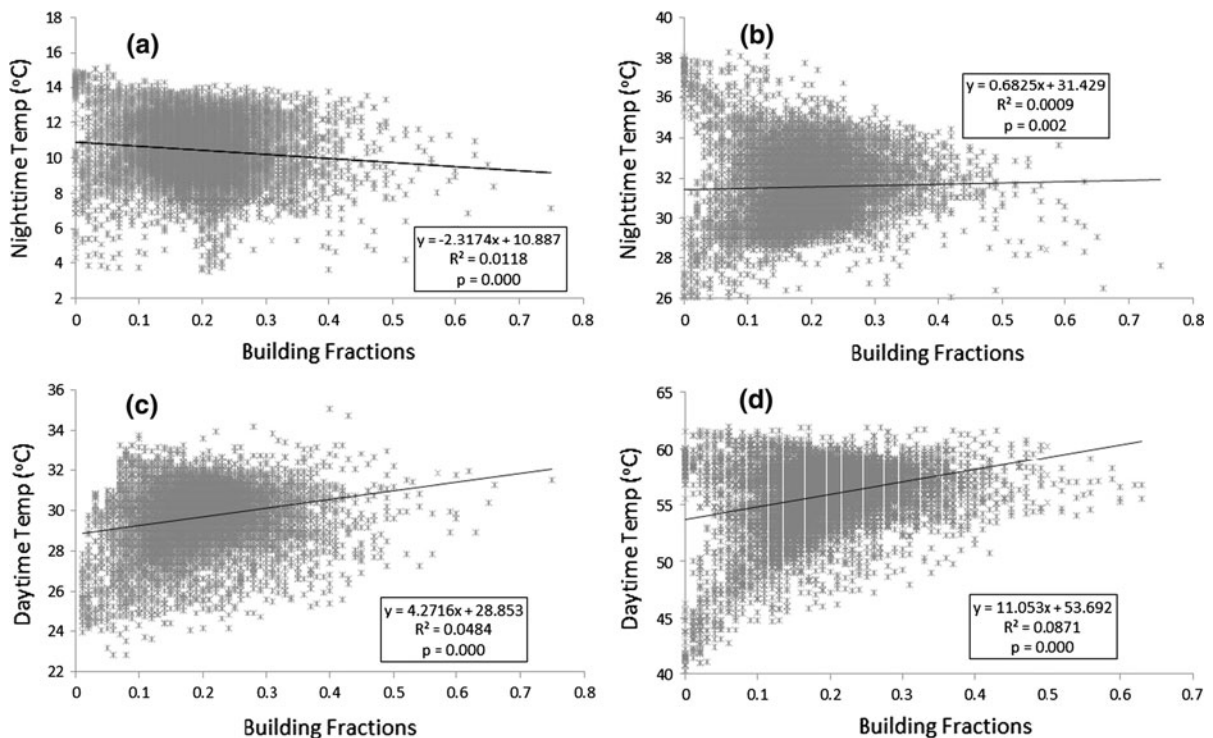 (a)
18
16
14
12
10
8
6
4
2
Nighttime Temp (°C)
y = -2.3174x + 10.887
R² = 0.0118
p = 0.000
0 0.1 0.2 0.3 0.4 0.5 0.6 0.7 0.8
Building Fractions
(b)
40
38
36
34
32
30
28
26
Nighttime Temp (°C)
y = 0.6825x + 31.429
R² = 0.0009
p = 0.002
0 0.1 0.2 0.3 0.4 0.5 0.6 0.7 0.8
Building Fractions
(c)
36
34
32
30
28
26
24
22
Daytime Temp (°C)
y = 4.2716x + 28.853
R² = 0.0484
p = 0.000
0 0.1 0.2 0.3 0.4 0.5 0.6 0.7 0.8
Building Fractions
(d)
65
60
55
50
45
40
Daytime Temp (°C)
y = 11.053x + 53.692
R² = 0.0871
p = 0.000
0 0.1 0.2 0.3 0.4 0.5 0.6 0.7
Building Fractions